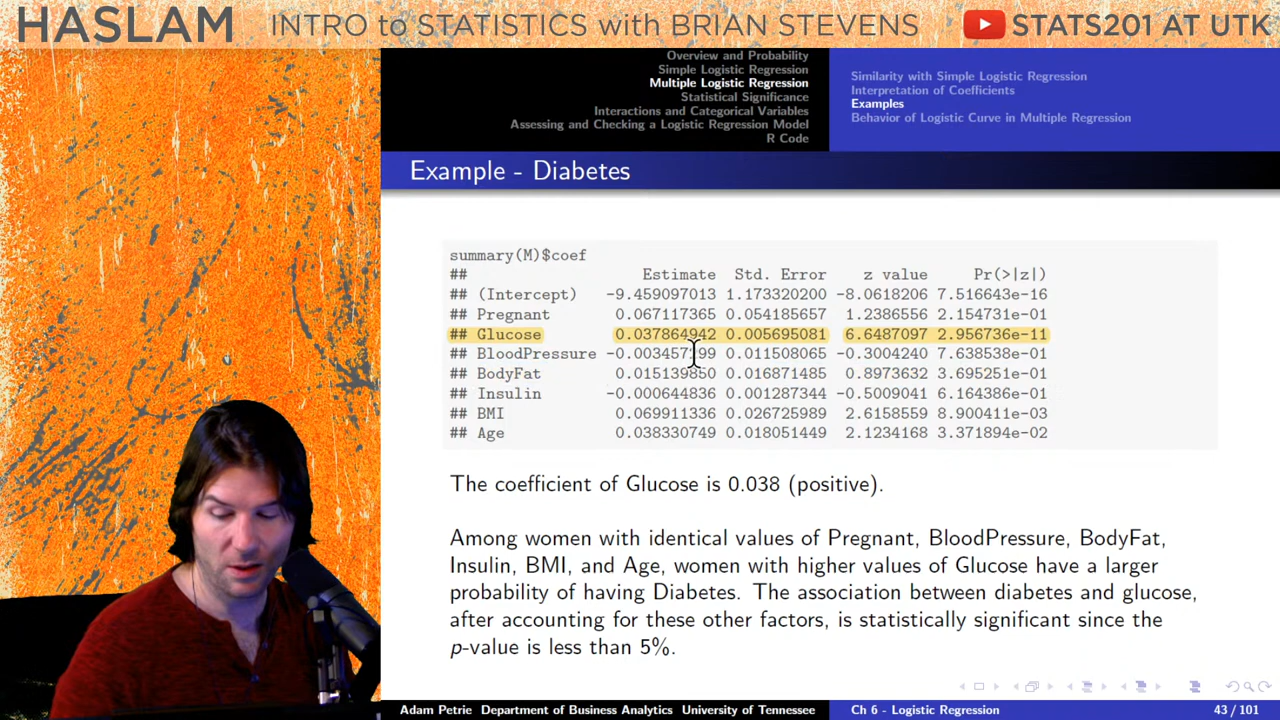 HASLAM INTRO to STATISTICS with BRIAN STEVENS STATS201 AT UTK
Overview and Probability
Simple Logistic Regression
Multiple Logistic Regression
Statistical Significance
Interactions and Categorical Variables
Assessing and Checking a Logistic Regression Model
R Code
Similarity with Simple Logistic Regression
Interpretation of Coefficients
Examples
Behavior of Logistic Curve in Multiple Regression
Example - Diabetes
summary(M)$coef
## Estimate Std. Error z value Pr(>|z|)
## (Intercept) -9.459097013 1.173320200 -8.0618206 7.516643e-16
## Pregnant 0.067117365 0.054185657 1.2386556 2.154731e-01
## Glucose 0.037864942 0.005695081 6.6487097 2.956736e-11
## BloodPressure -0.003457199 0.011508065 -0.3004240 7.638538e-01
## BodyFat 0.015139850 0.016871485 0.8973632 3.695251e-01
## Insulin -0.000644836 0.001287344 -0.5009041 6.164386e-01
## BMI 0.069911336 0.026725989 2.6158559 8.900411e-03
## Age 0.038330749 0.018051449 2.1234168 3.371894e-02
The coefficient of Glucose is 0.038 (positive).
Among women with identical values of Pregnant, BloodPressure, BodyFat,
Insulin, BMI, and Age, women with higher values of Glucose have a larger
probability of having Diabetes. The association between diabetes and glucose,
after accounting for these other factors, is statistically significant since the
p-value is less than 5%.
Adam Petrie Department of Business Analytics University of Tennessee Ch 6 - Logistic Regression 43 / 101